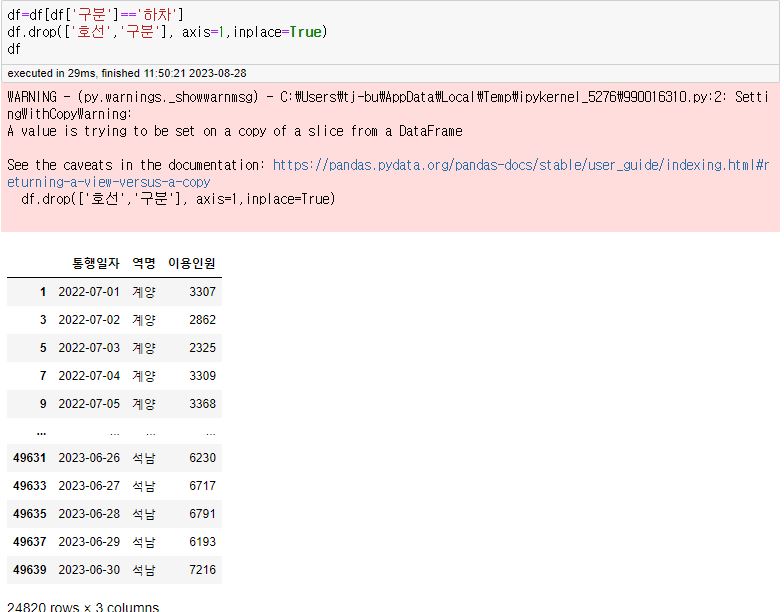 df=df[df['구분']=='하차']
df.drop(['호선','구분'], axis=1,inplace=True)
df
executed in 29ms, finished 11:50:21 2023-08-28
WARNING - (py.warnings._showwarnmsg) - C:₩Users₩tj-bu₩AppData₩Local₩Temp₩ipykernel_5276₩990016310.py:2: Setti
ngWithCopyWarning:
A value is trying to be set on a copy of a slice from a DataFrame
See the caveats in the documentation: https://pandas.pydata.org/pandas-docs/stable/user_guide/indexing.html#r
eturning-a-view-versus-a-copy
df.drop(['호선','구분'], axis=1,inplace=True)
통행일자 역명 이용인원
1 2022-07-01 계양 3307
3 2022-07-02 계양 2862
5 2022-07-03 계양 2325
7 2022-07-04 계양 3309
9 2022-07-05 계양 3368
... ... ... ...
49631 2023-06-26 석남 6230
49633 2023-06-27 석남 6717
49635 2023-06-28 석남 6791
49637 2023-06-29 석남 6193
49639 2023-06-30 석남 7216
24820 rows × 3 columns